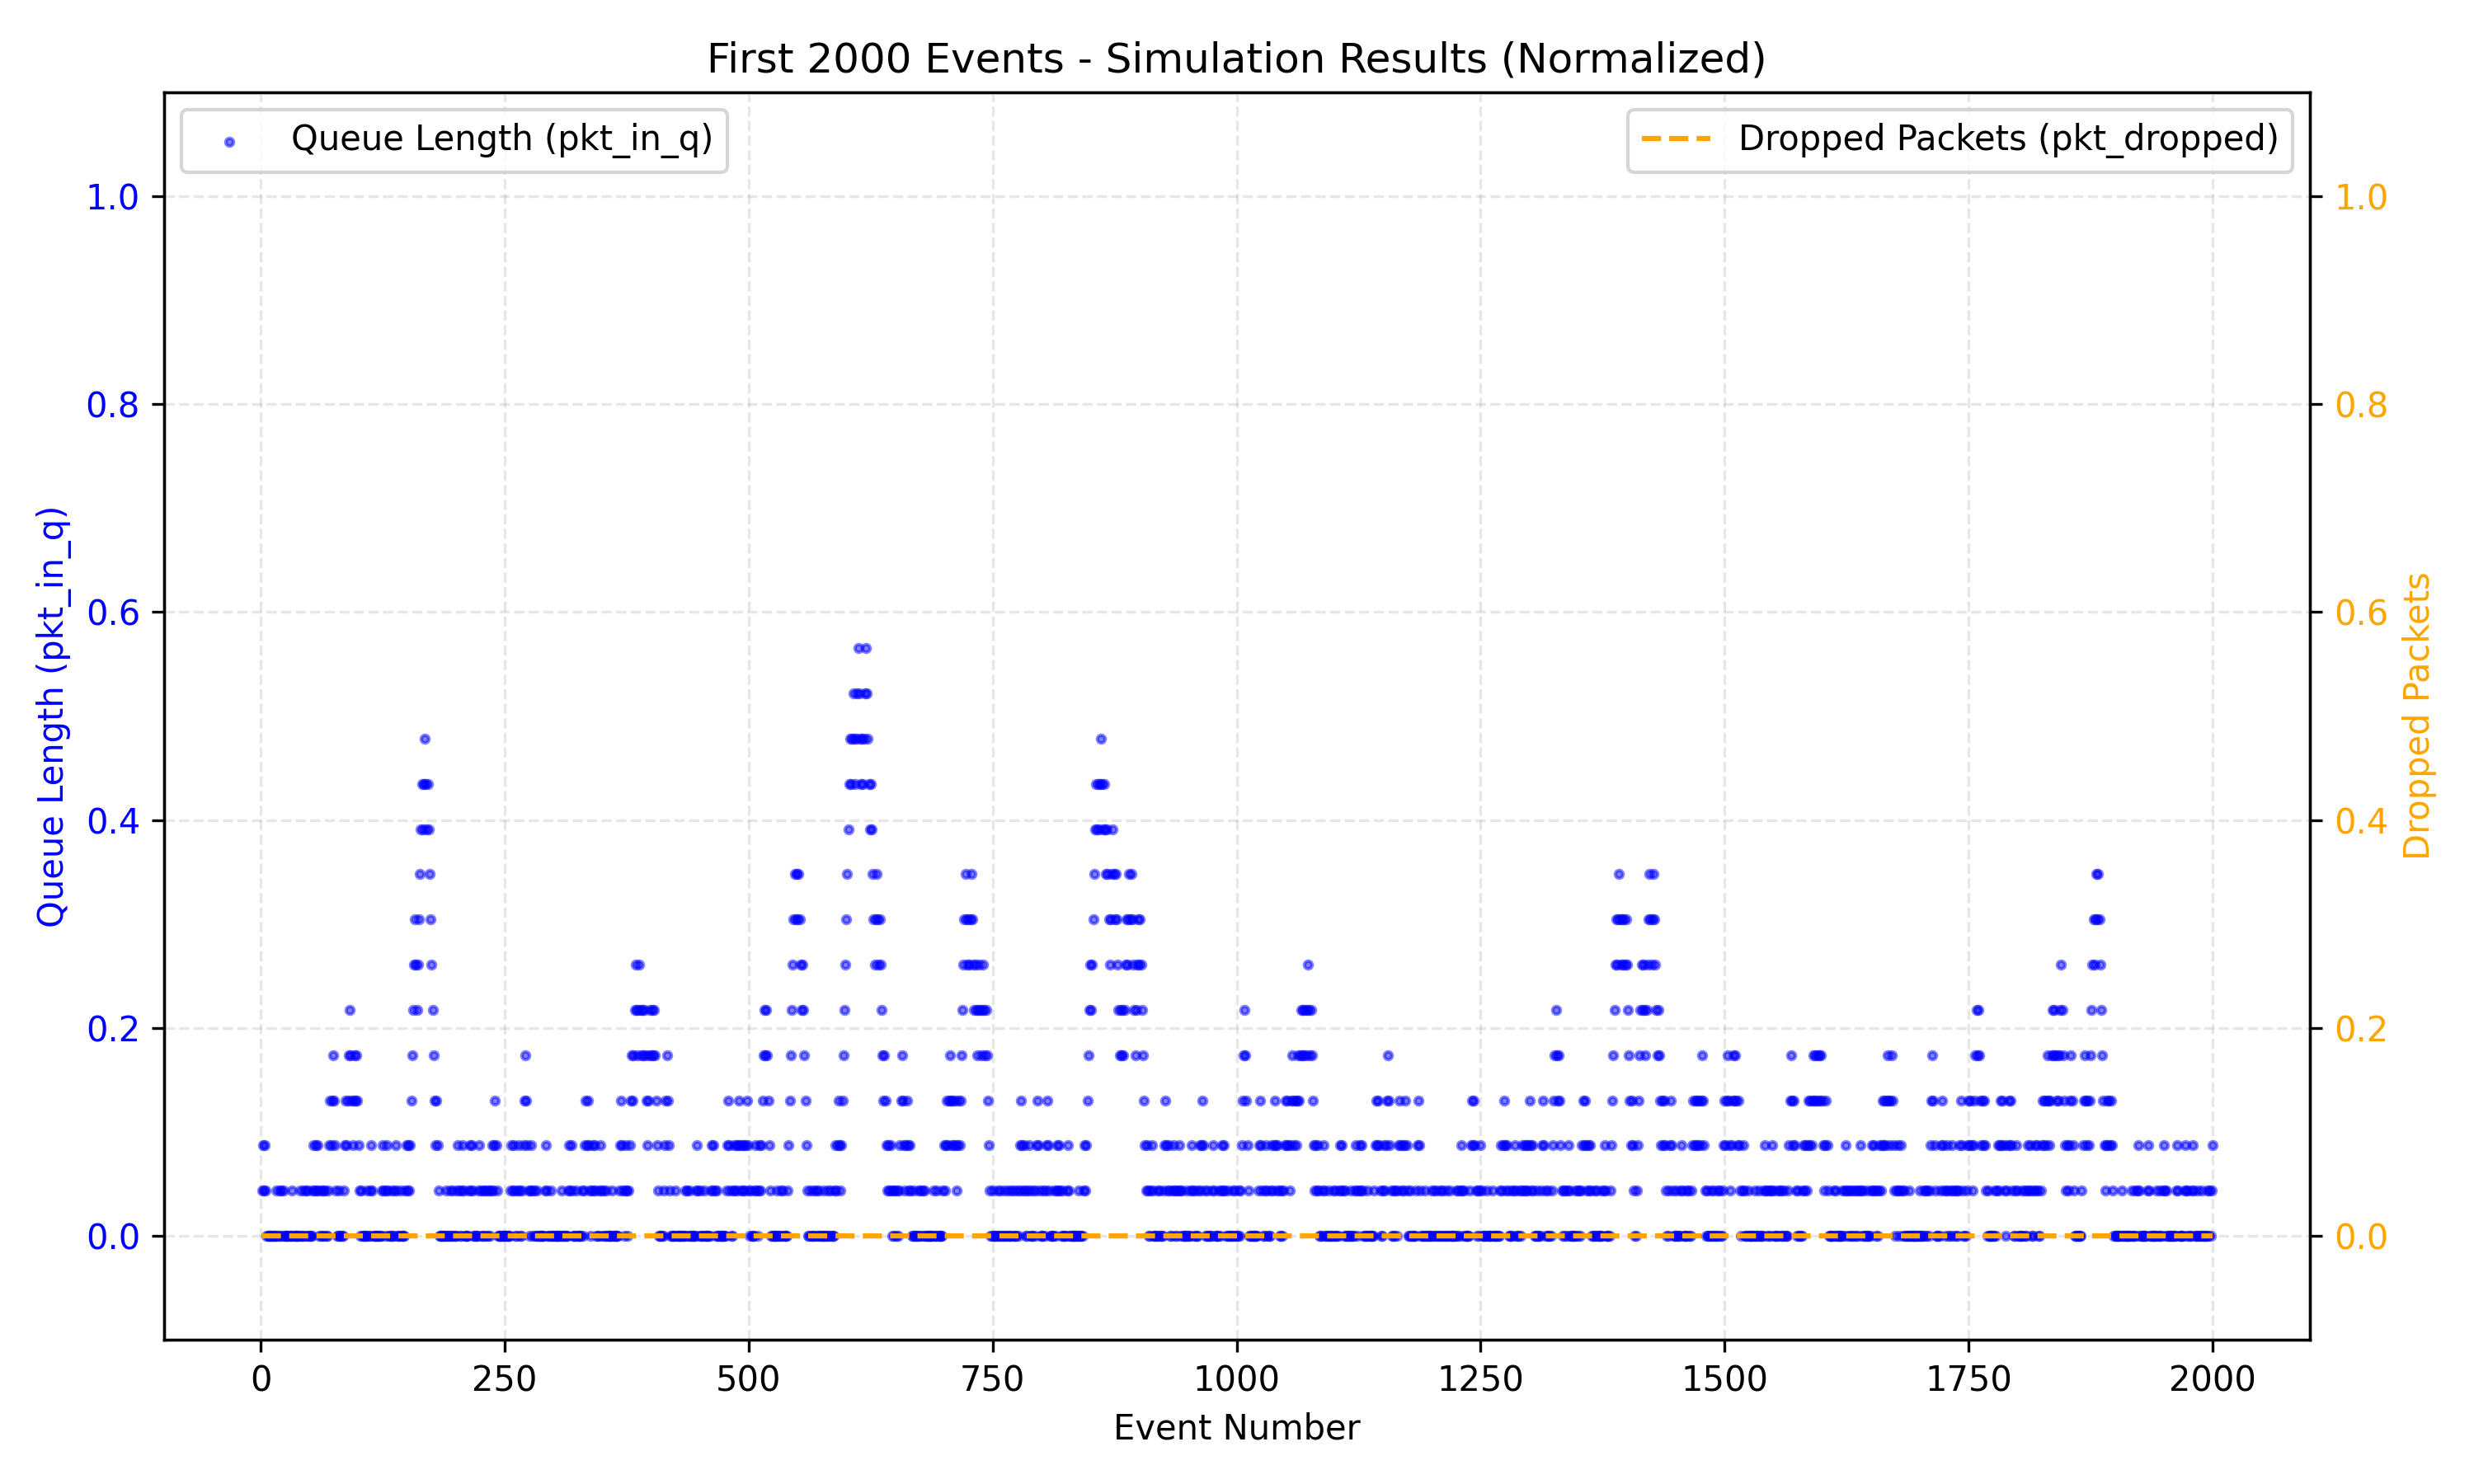 First 2000 Events - Simulation Results (Normalized)
Queue Length (pkt_in_q)
Dropped Packets (pkt_dropped)
Queue Length (pkt_in_q)
1.0
0.8
0.6
0.4
0.2
0.0
1.0
0.8
0.6
0.4
0.2
0.0
Dropped Packets
0 250 500 750 1000 1250 1500 1750 2000
Event Number